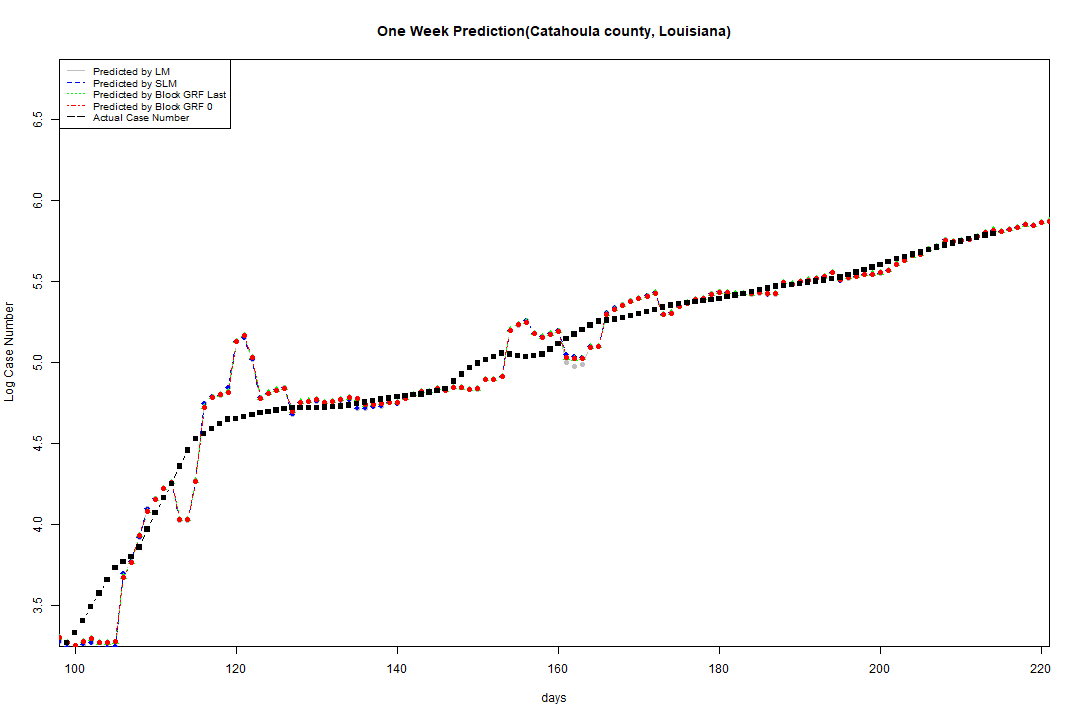 One Week Prediction(Catahoula county, Louisiana)
Predicted by LM
Predicted by SLM
Predicted by Block GRF Last
Predicted by Block GRF 0
Actual Case Number
Log Case Number
6.5
6.0
5.5
5.0
4.5
4.0
3.5
100 120 140 160 180 200 220
days